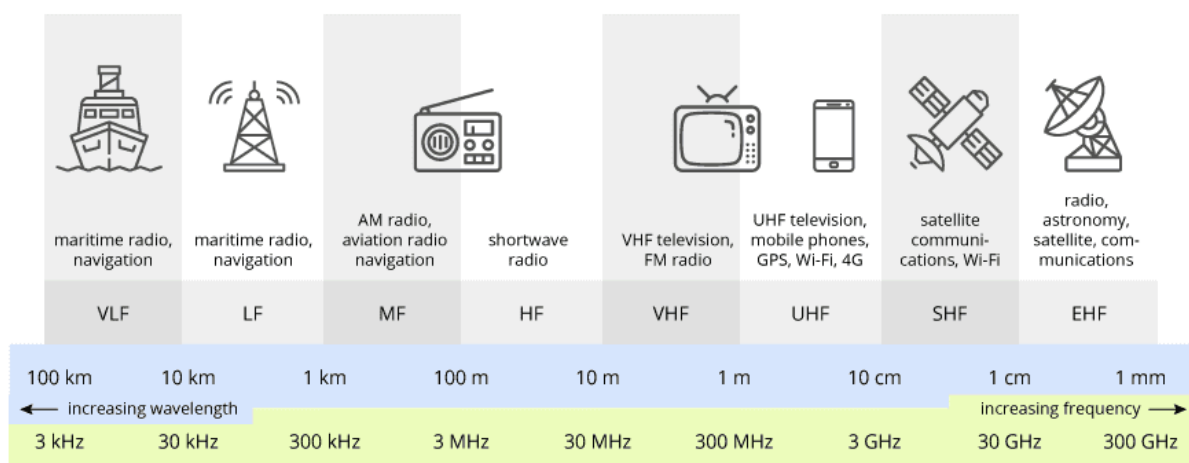 maritime radio,
navigation
maritime radio,
navigation
AM radio,
aviation radio
navigation
shortwave
radio
VHF television,
FM radio
UHF television,
mobile phones,
GPS, Wi-Fi, 4G
satellite
communi-
cations, Wi-Fi
radio,
astronomy,
satellite, com-
munications
VLF LF MF HF VHF UHF SHF EHF
100 km 10 km 1 km 100 m 10 m 1 m 10 cm 1 cm 1 mm
increasing wavelength increasing frequency
3 kHz 30 kHz 300 kHz 3 MHz 30 MHz 300 MHz 3 GHz 30 GHz 300 GHz